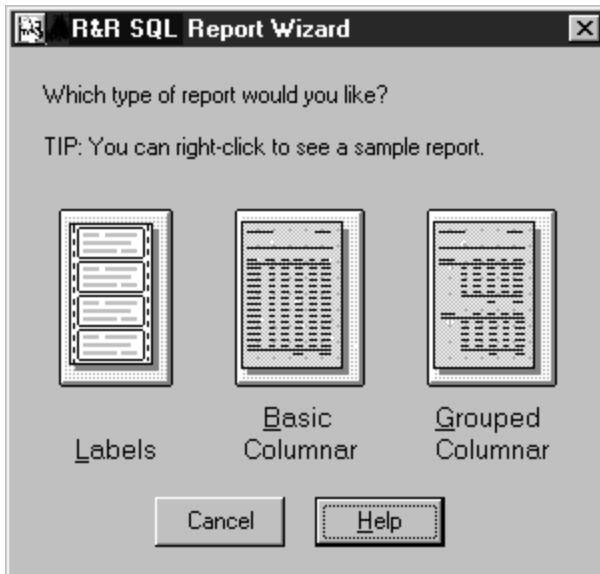 R&R SQL Report Wizard
Which type of report would you like?
TIP: You can right-click to see a sample report.
Labels
Basic
Columnar
Grouped
Columnar
Cancel
Help